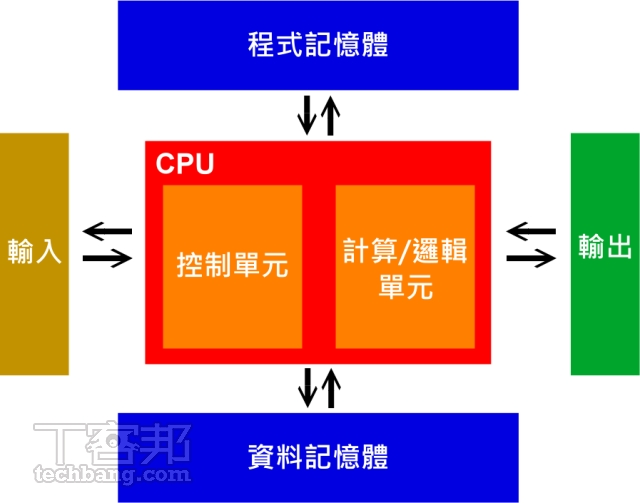 程式記憶體
CPU
輸入
控制單元
計算/邏輯
單元
輸出
資料記憶體
T客邦
techbang.com